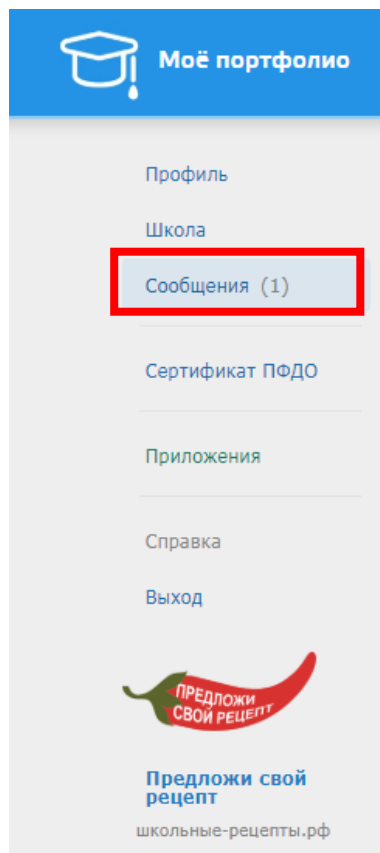 Моё портфолио
Профиль
Школа
Сообщения (1)
Сертификат ПФДО
Приложения
Справка
Выход
ПРЕДЛОЖИ
СВОЙ РЕЦЕПТ
Предложи свой
рецепт
школьные-рецепты.рф